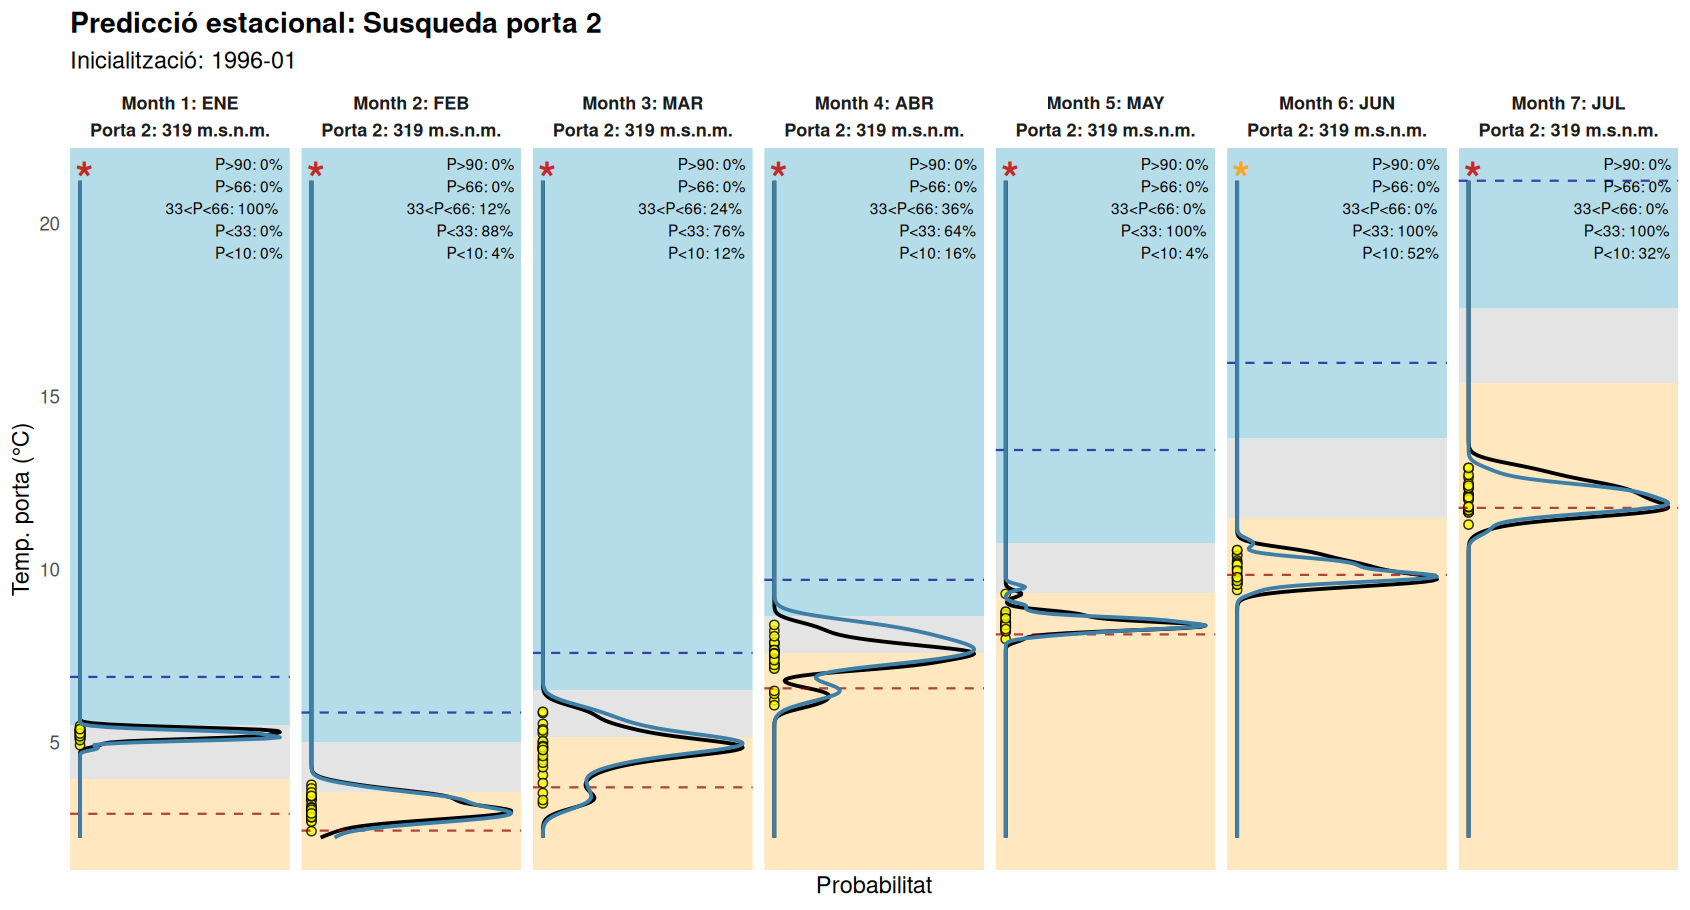 Predicció estacional: Susqueda porta 2
Inicialització: 1996-01
Month 1: ENE
Porta 2: 319 m.s.n.m.
Month 2: FEB
Porta 2: 319 m.s.n.m.
Month 3: MAR
Porta 2: 319 m.s.n.m.
Month 4: ABR
Porta 2: 319 m.s.n.m.
Month 5: MAY
Porta 2: 319 m.s.n.m.
Month 6: JUN
Porta 2: 319 m.s.n.m.
Month 7: JUL
Porta 2: 319 m.s.n.m.
*
P>90: 0%
P>66: 0%
33<P<66: 100%
P<33: 0%
P<10: 0%
*
P>90: 0%
P>66: 0%
33<P<66: 12%
P<33: 88%
P<10: 4%
*
P>90: 0%
P>66: 0%
33<P<66: 24%
P<33: 76%
P<10: 12%
*
P>90: 0%
P>66: 0%
33<P<66: 36%
P<33: 64%
P<10: 16%
*
P>90: 0%
P>66: 0%
33<P<66: 0%
P<33: 100%
P<10: 4%
*
P>90: 0%
P>66: 0%
33<P<66: 0%
P<33: 100%
P<10: 52%
*
P>90: 0%
P>66: 0%
33<P<66: 0%
P<33: 100%
P<10: 32%
20
15
10
5
Temp. porta (°C)
Probabilitat